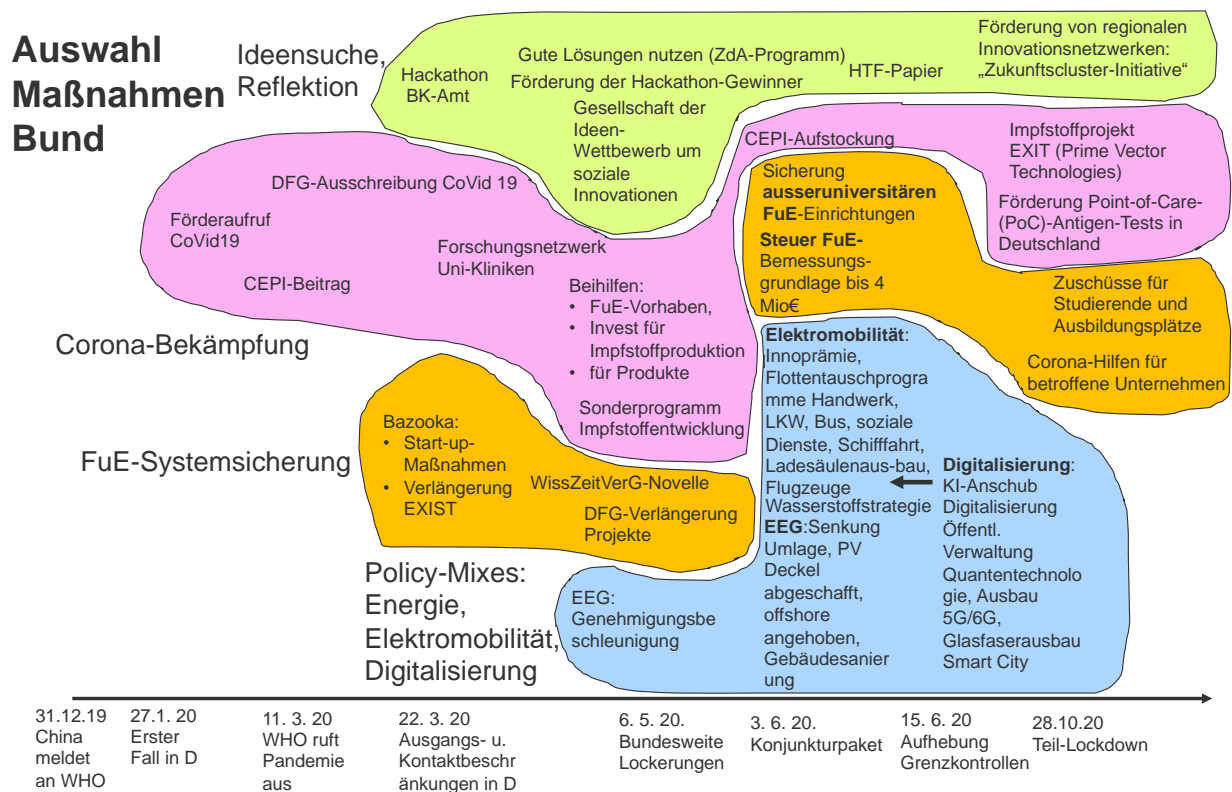 Auswahl
Maßnahmen
Bund
Ideensuche,
Reflektion
Hackathon
BK-Amt
Gute Lösungen nutzen (ZdA-Programm)
Förderung der Hackathon-Gewinner
Gesellschaft der
Ideen-
Wettbewerb um
soziale
Innovationen
HTF-Papier
Förderung von regionalen
Innovationsnetzwerken:
„Zukunftscluster-Initiative“
Corona-Bekämpfung
DFG-Ausschreibung CoVid 19
Förderaufruf
CoVid19
CEPI-Beitrag
Forschungsnetzwerk
Uni-Kliniken
Beihilfen:
• FuE-Vorhaben,
• Invest für
Impfstoffproduktion
• für Produkte
Sonderprogramm
Impfstoffentwicklung
CEPI-Aufstockung
Impfstoffprojekt
EXIT (Prime Vector
Technologies)
Förderung Point-of-Care-
(PoC)-Antigen-Tests in
Deutschland
FuE-Systemsicherung
Bazooka:
• Start-up-
Maßnahmen
• Verlängerung
EXIST
WissZeitVerG-Novelle
DFG-Verlängerung
Projekte
Sicherung
ausseruniversitären
FuE-Einrichtungen
Steuer FuE-
Bemessungs-
grundlage bis 4
Mio€
Zuschüsse für
Studierende und
Ausbildungsplätze
Corona-Hilfen für
betroffene Unternehmen
Policy-Mixes:
Energie,
Elektromobilität,
Digitalisierung
EEG:
Genehmigungsbe
schleunigung
Elektromobilität:
Innoprämie,
Flottentauschprogra
mme Handwerk,
LKW, Bus, soziale
Dienste, Schifffahrt,
Ladesäulenaus-bau,
Flugzeuge
Wasserstoffstrategie
EEG:Senkung
Umlage, PV
Deckel
abgeschafft,
offshore
angehoben,
Gebäudesanier
ung
Digitalisierung:
KI-Anschub
Digitalisierung
Öffentl.
Verwaltung
Quantentechnolo
gie, Ausbau
5G/6G,
Glasfaserausbau
Smart City
31.12.19
China
meldet
an WHO
27.1. 20
Erster
Fall in D
11. 3. 20
WHO ruft
Pandemie
aus
22. 3. 20
Ausgangs- u.
Kontaktbeschr
änkungen in D
6. 5. 20.
Bundesweite
Lockerungen
3. 6. 20.
Konjunkturpaket
15. 6. 20
Aufhebung
Grenzkontrollen
28.10.20
Teil-Lockdown